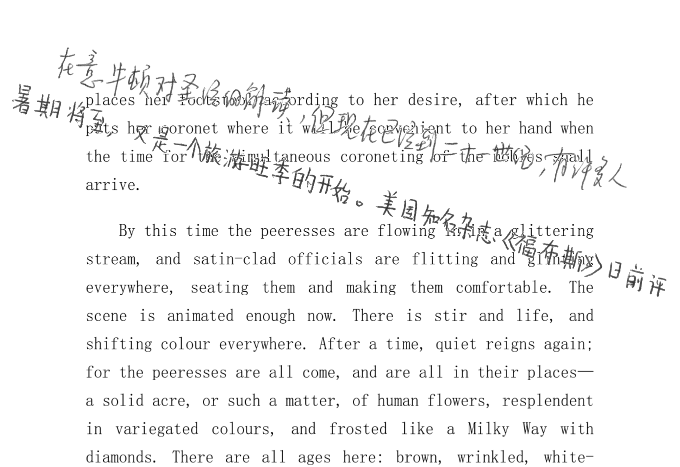 在意牛顿对圣经的解读，但现在已经到二十一世纪，有许多人
暑期将至，又是一个旅游旺季的开始。美国知名杂志《福布斯》日前评
places her footstool according to her desire, after which he
puts her coronet where it will be convenient to her hand when
the time for the simultaneous coroneting of the nobles shall
arrive.
By this time the peeresses are flowing in in a glittering
stream, and satin-clad officials are flitting and glinting
everywhere, seating them and making them comfortable. The
scene is animated enough now. There is stir and life, and
shifting colour everywhere. After a time, quiet reigns again;
for the peeresses are all come, and are all in their places—
a solid acre, or such a matter, of human flowers, resplendent
in variegated colours, and frosted like a Milky Way with
diamonds. There are all ages here: brown, wrinkled, white-